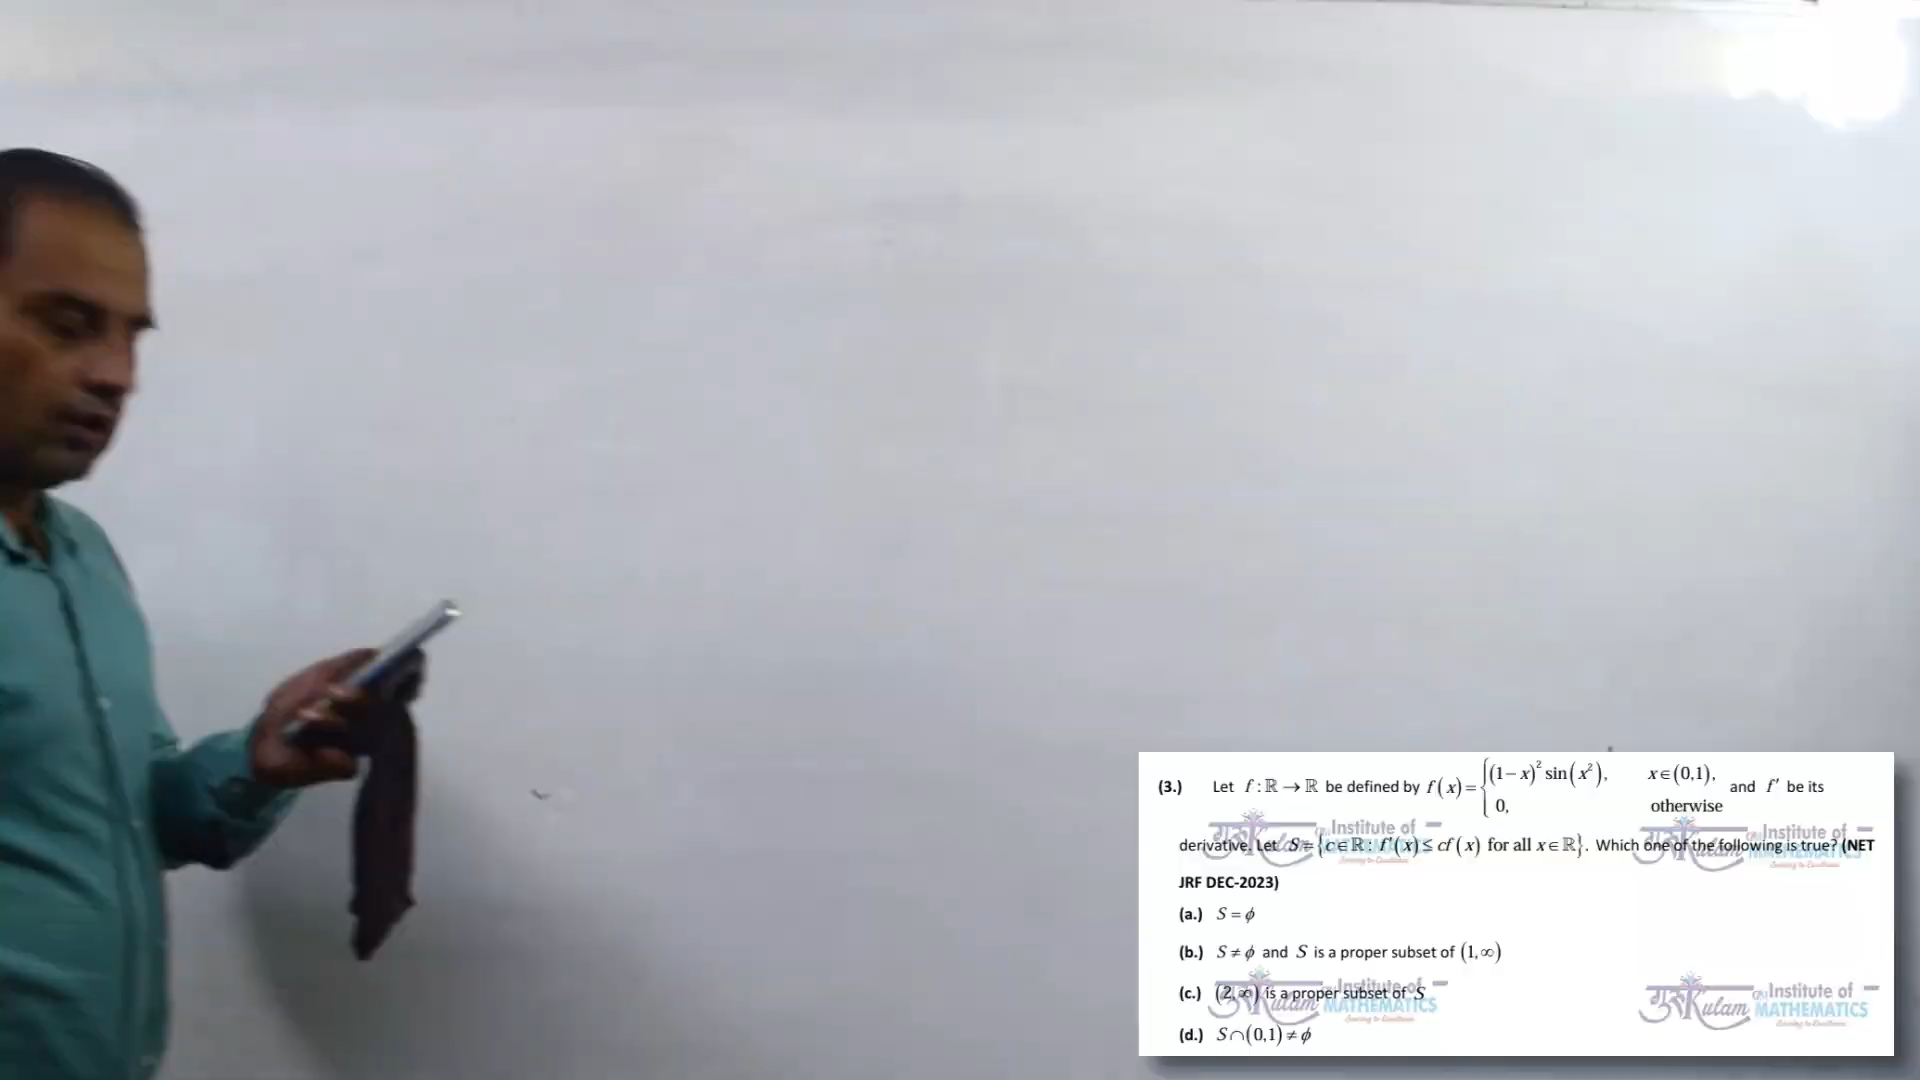 (3.) Let f : ℝ → ℝ be defined by f(x) = { (1−x)² sin(x²), x ∈ (0,1), 0, otherwise and f′ be its
derivative. Let S = {c ∈ ℝ : f′(x) ≤ cf(x) for all x ∈ ℝ}. Which one of the following is true? (NET
JRF DEC-2023)
(a.) S = ϕ
(b.) S ≠ ϕ and S is a proper subset of (1,∞)
(c.) (2,∞) is a proper subset of S
(d.) S∩(0,1) ≠ ϕ
Institute of
MATHEMATICS
Institute of
Institute of
MATHEMATICS
Institute of
MATHEMATICS